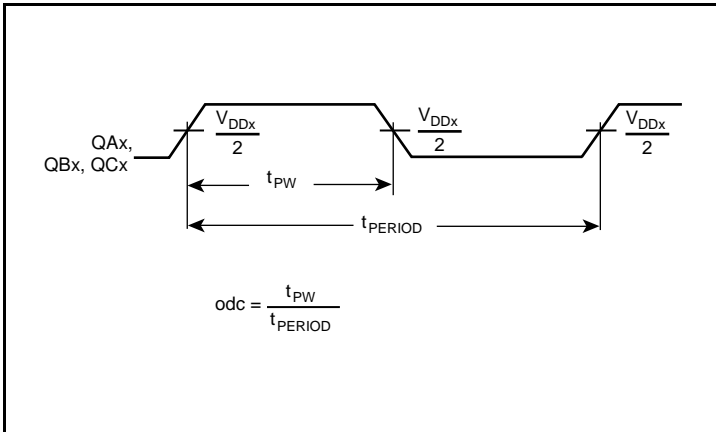 QAx,
QBx, QCx
VDDx
2
VDDx
2
VDDx
2
tPW
tPERIOD
odc = tPW
tPERIOD